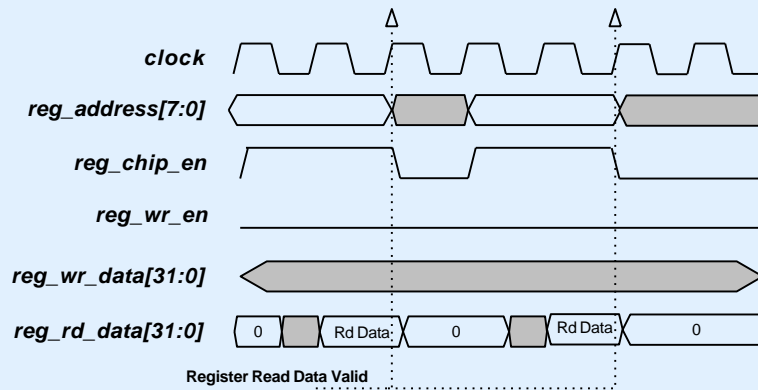 clock
reg_address[7:0]
reg_chip_en
reg_wr_en
reg_wr_data[31:0]
reg_rd_data[31:0] 0 Rd Data 0 Rd Data 0
Register Read Data Valid